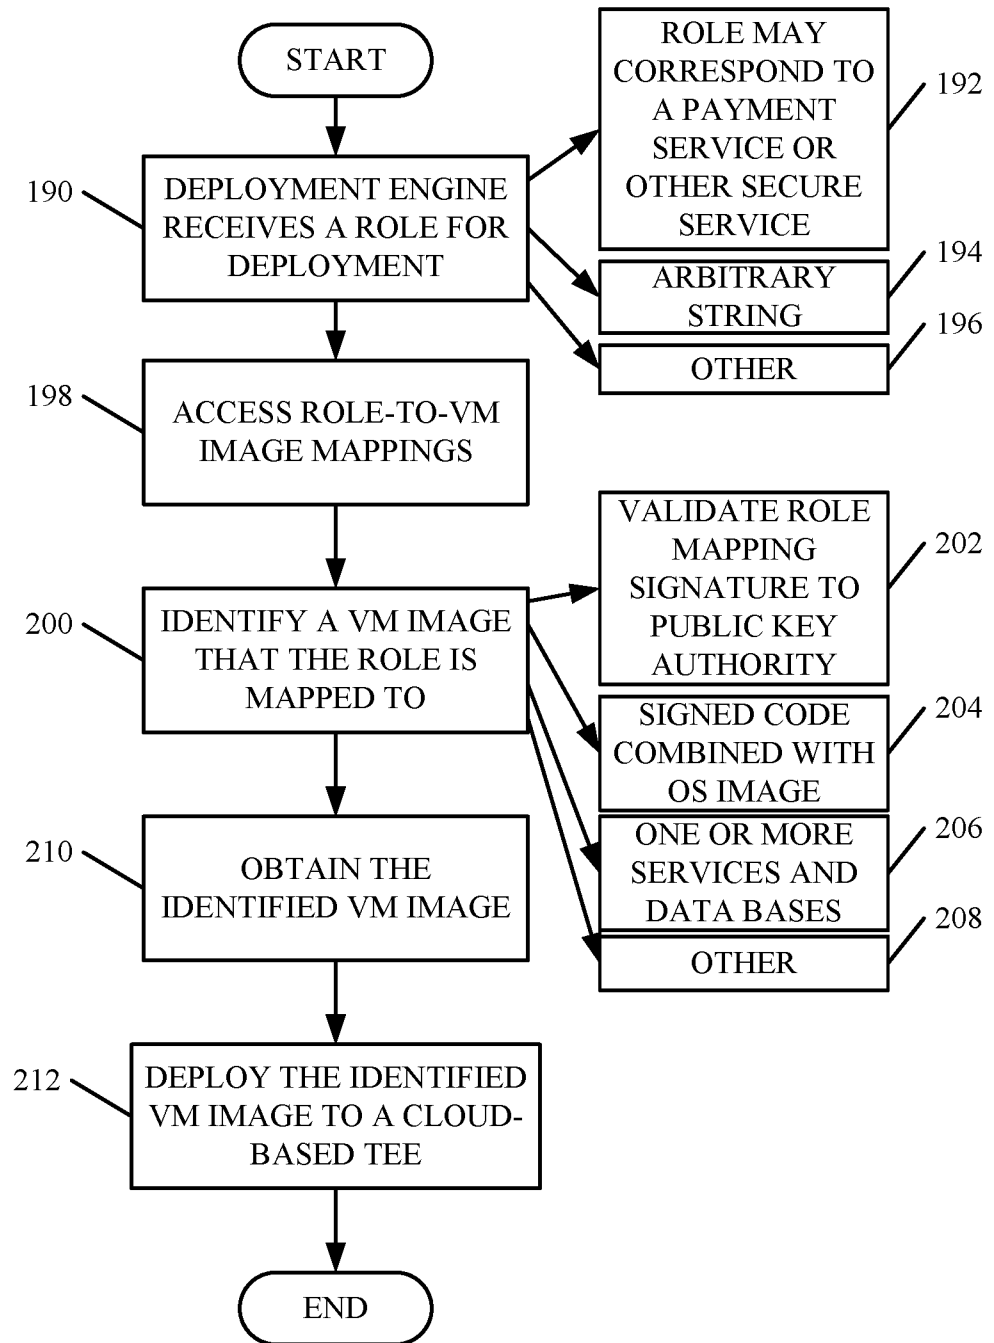 START
190
DEPLOYMENT ENGINE
RECEIVES A ROLE FOR
DEPLOYMENT
ROLE MAY
CORRESPOND TO
A PAYMENT
SERVICE OR
OTHER SECURE
SERVICE
192
ARBITRARY
STRING
194
OTHER
196
198
ACCESS ROLE-TO-VM
IMAGE MAPPINGS
200
IDENTIFY A VM IMAGE
THAT THE ROLE IS
MAPPED TO
VALIDATE ROLE
MAPPING
SIGNATURE TO
PUBLIC KEY
AUTHORITY
202
SIGNED CODE
COMBINED WITH
OS IMAGE
204
ONE OR MORE
SERVICES AND
DATA BASES
206
OTHER
208
210
OBTAIN THE
IDENTIFIED VM IMAGE
212
DEPLOY THE IDENTIFIED
VM IMAGE TO A CLOUD-
BASED TEE
END